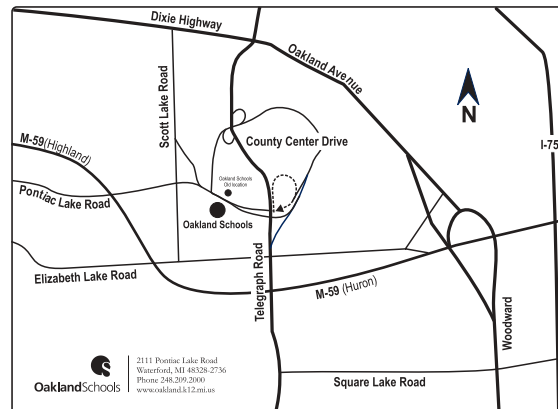 Dixie Highway
Oakland Avenue
Scott Lake Road
N
I-75
M-59(Highland)
County Center Drive
Oakland Schools
Old location
Pontiac Lake Road
Oakland Schools
Elizabeth Lake Road
Telegraph Road
M-59 (Huron)
Woodward
Square Lake Road
OaklandSchools
2111 Pontiac Lake Road
Waterford, MI 48328-2736
Phone 248.209.2000
www.oakland.k12.mi.us